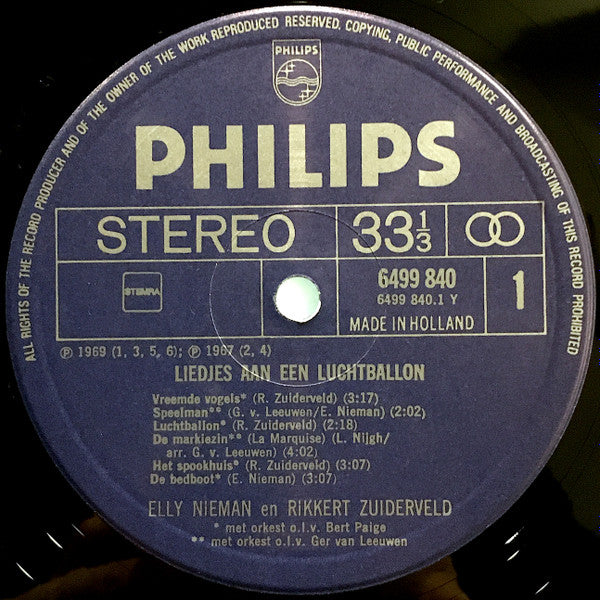 ALL RIGHTS OF THE RECORD PRODUCER AND OF THE OWNER OF THE WORK REPRODUCED RESERVED, COPYING, PUBLIC PERFORMANCE AND BROADCASTING OF THIS RECORD PROHIBITED
PHILIPS
PHILIPS
STEREO 33⅓
STEMRA
6499 840
6499 840.1 Y
1
MADE IN HOLLAND
℗ 1969 (1, 3, 5, 6); ℗ 1967 (2, 4)
LIEDJES AAN EEN LUCHTBALLON
Vreemde vogels* (R. Zuiderveld) (3:17)
Speelman** (G. v. Leeuwen/E. Nieman) (2:02)
Luchtballon* (R. Zuiderveld) (2:18)
De markiezin** (La Marquise) (L. Nijgh/
arr. G. v. Leeuwen) (4:02)
Het spookhuis* (R. Zuiderveld) (3:07)
De bedboot* (E. Nieman) (3:07)
ELLY NIEMAN en RIKKERT ZUIDERVELD
* met orkest o.l.v. Bert Paige
** met orkest o.l.v. Ger van Leeuwen